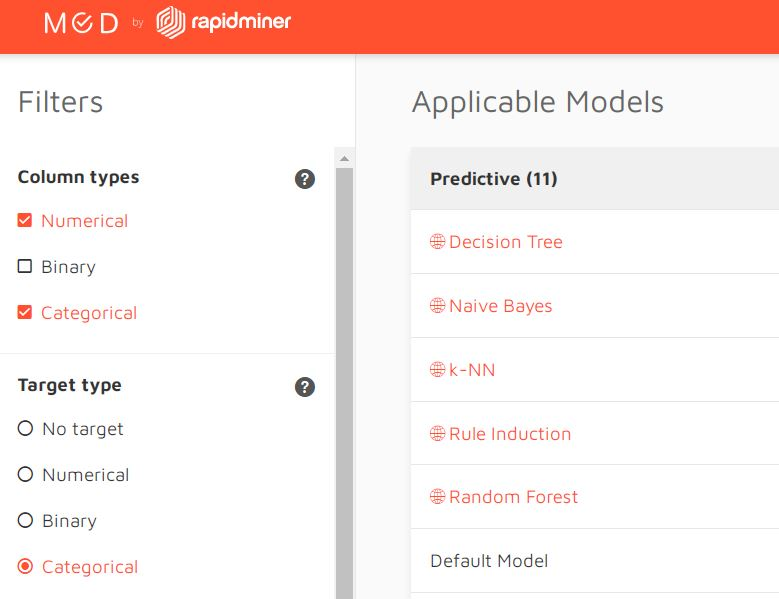 MOD by rapidminer
Filters
Column types
Numerical
Binary
Categorical
Target type
No target
Numerical
Binary
Categorical
Applicable Models
Predictive (11)
Decision Tree
Naive Bayes
k-NN
Rule Induction
Random Forest
Default Model